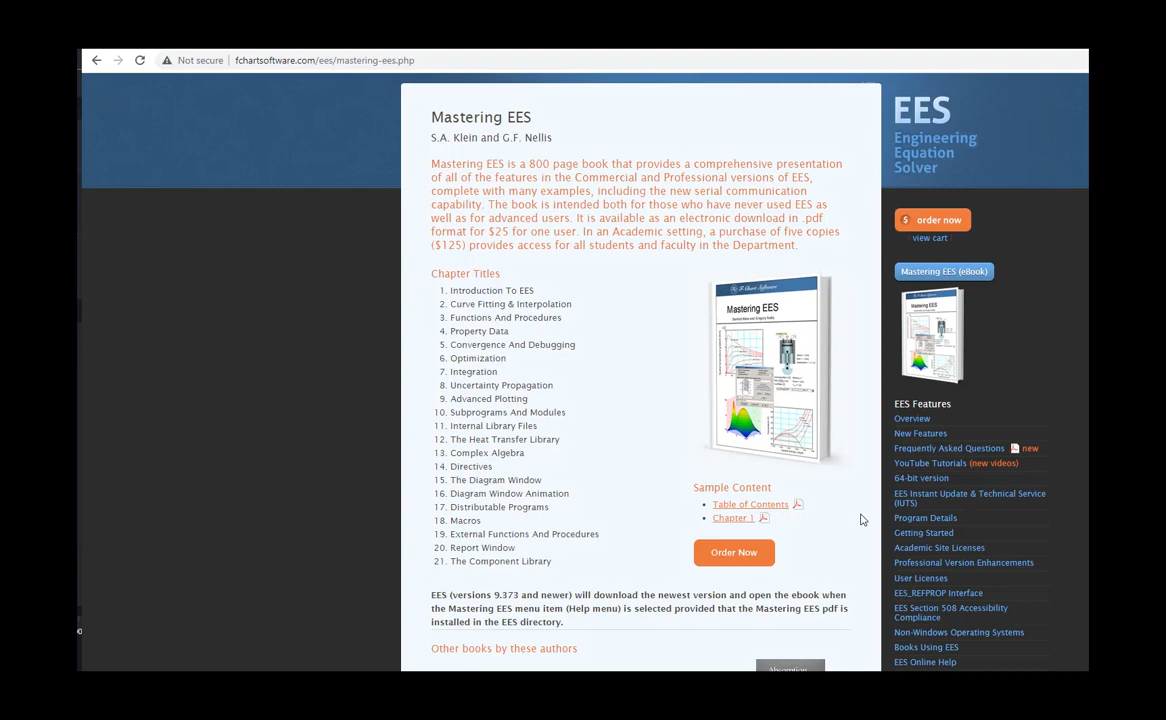 Not secure | fchartsoftware.com/ees/mastering-ees.php
Mastering EES
S.A. Klein and G.F. Nellis
Mastering EES is a 800 page book that provides a comprehensive presentation
of all of the features in the Commercial and Professional versions of EES,
complete with many examples, including the new serial communication
capability. The book is intended both for those who have never used EES as
well as for advanced users. It is available as an electronic download in .pdf
format for $25 for one user. In an Academic setting, a purchase of five copies
($125) provides access for all students and faculty in the Department.
Chapter Titles
1. Introduction To EES
2. Curve Fitting & Interpolation
3. Functions And Procedures
4. Property Data
5. Convergence And Debugging
6. Optimization
7. Integration
8. Uncertainty Propagation
9. Advanced Plotting
10. Subprograms And Modules
11. Internal Library Files
12. The Heat Transfer Library
13. Complex Algebra
14. Directives
15. The Diagram Window
16. Diagram Window Animation
17. Distributable Programs
18. Macros
19. External Functions And Procedures
20. Report Window
21. The Component Library
F-Chart Software
Mastering EES
Sample Content
• Table of Contents
• Chapter 1
Order Now
EES (versions 9.373 and newer) will download the newest version and open the ebook when
the Mastering EES menu item (Help menu) is selected provided that the Mastering EES pdf is
installed in the EES directory.
Other books by these authors
Absorption
EES
Engineering
Equation
Solver
$ order now
view cart
Mastering EES (eBook)
Mastering EES
EES Features
Overview
New Features
Frequently Asked Questions new
YouTube Tutorials (new videos)
64-bit version
EES Instant Update & Technical Service
(IUTS)
Program Details
Getting Started
Academic Site Licenses
Professional Version Enhancements
User Licenses
EES_REFPROP Interface
EES Section 508 Accessibility
Compliance
Non-Windows Operating Systems
Books Using EES
EES Online Help